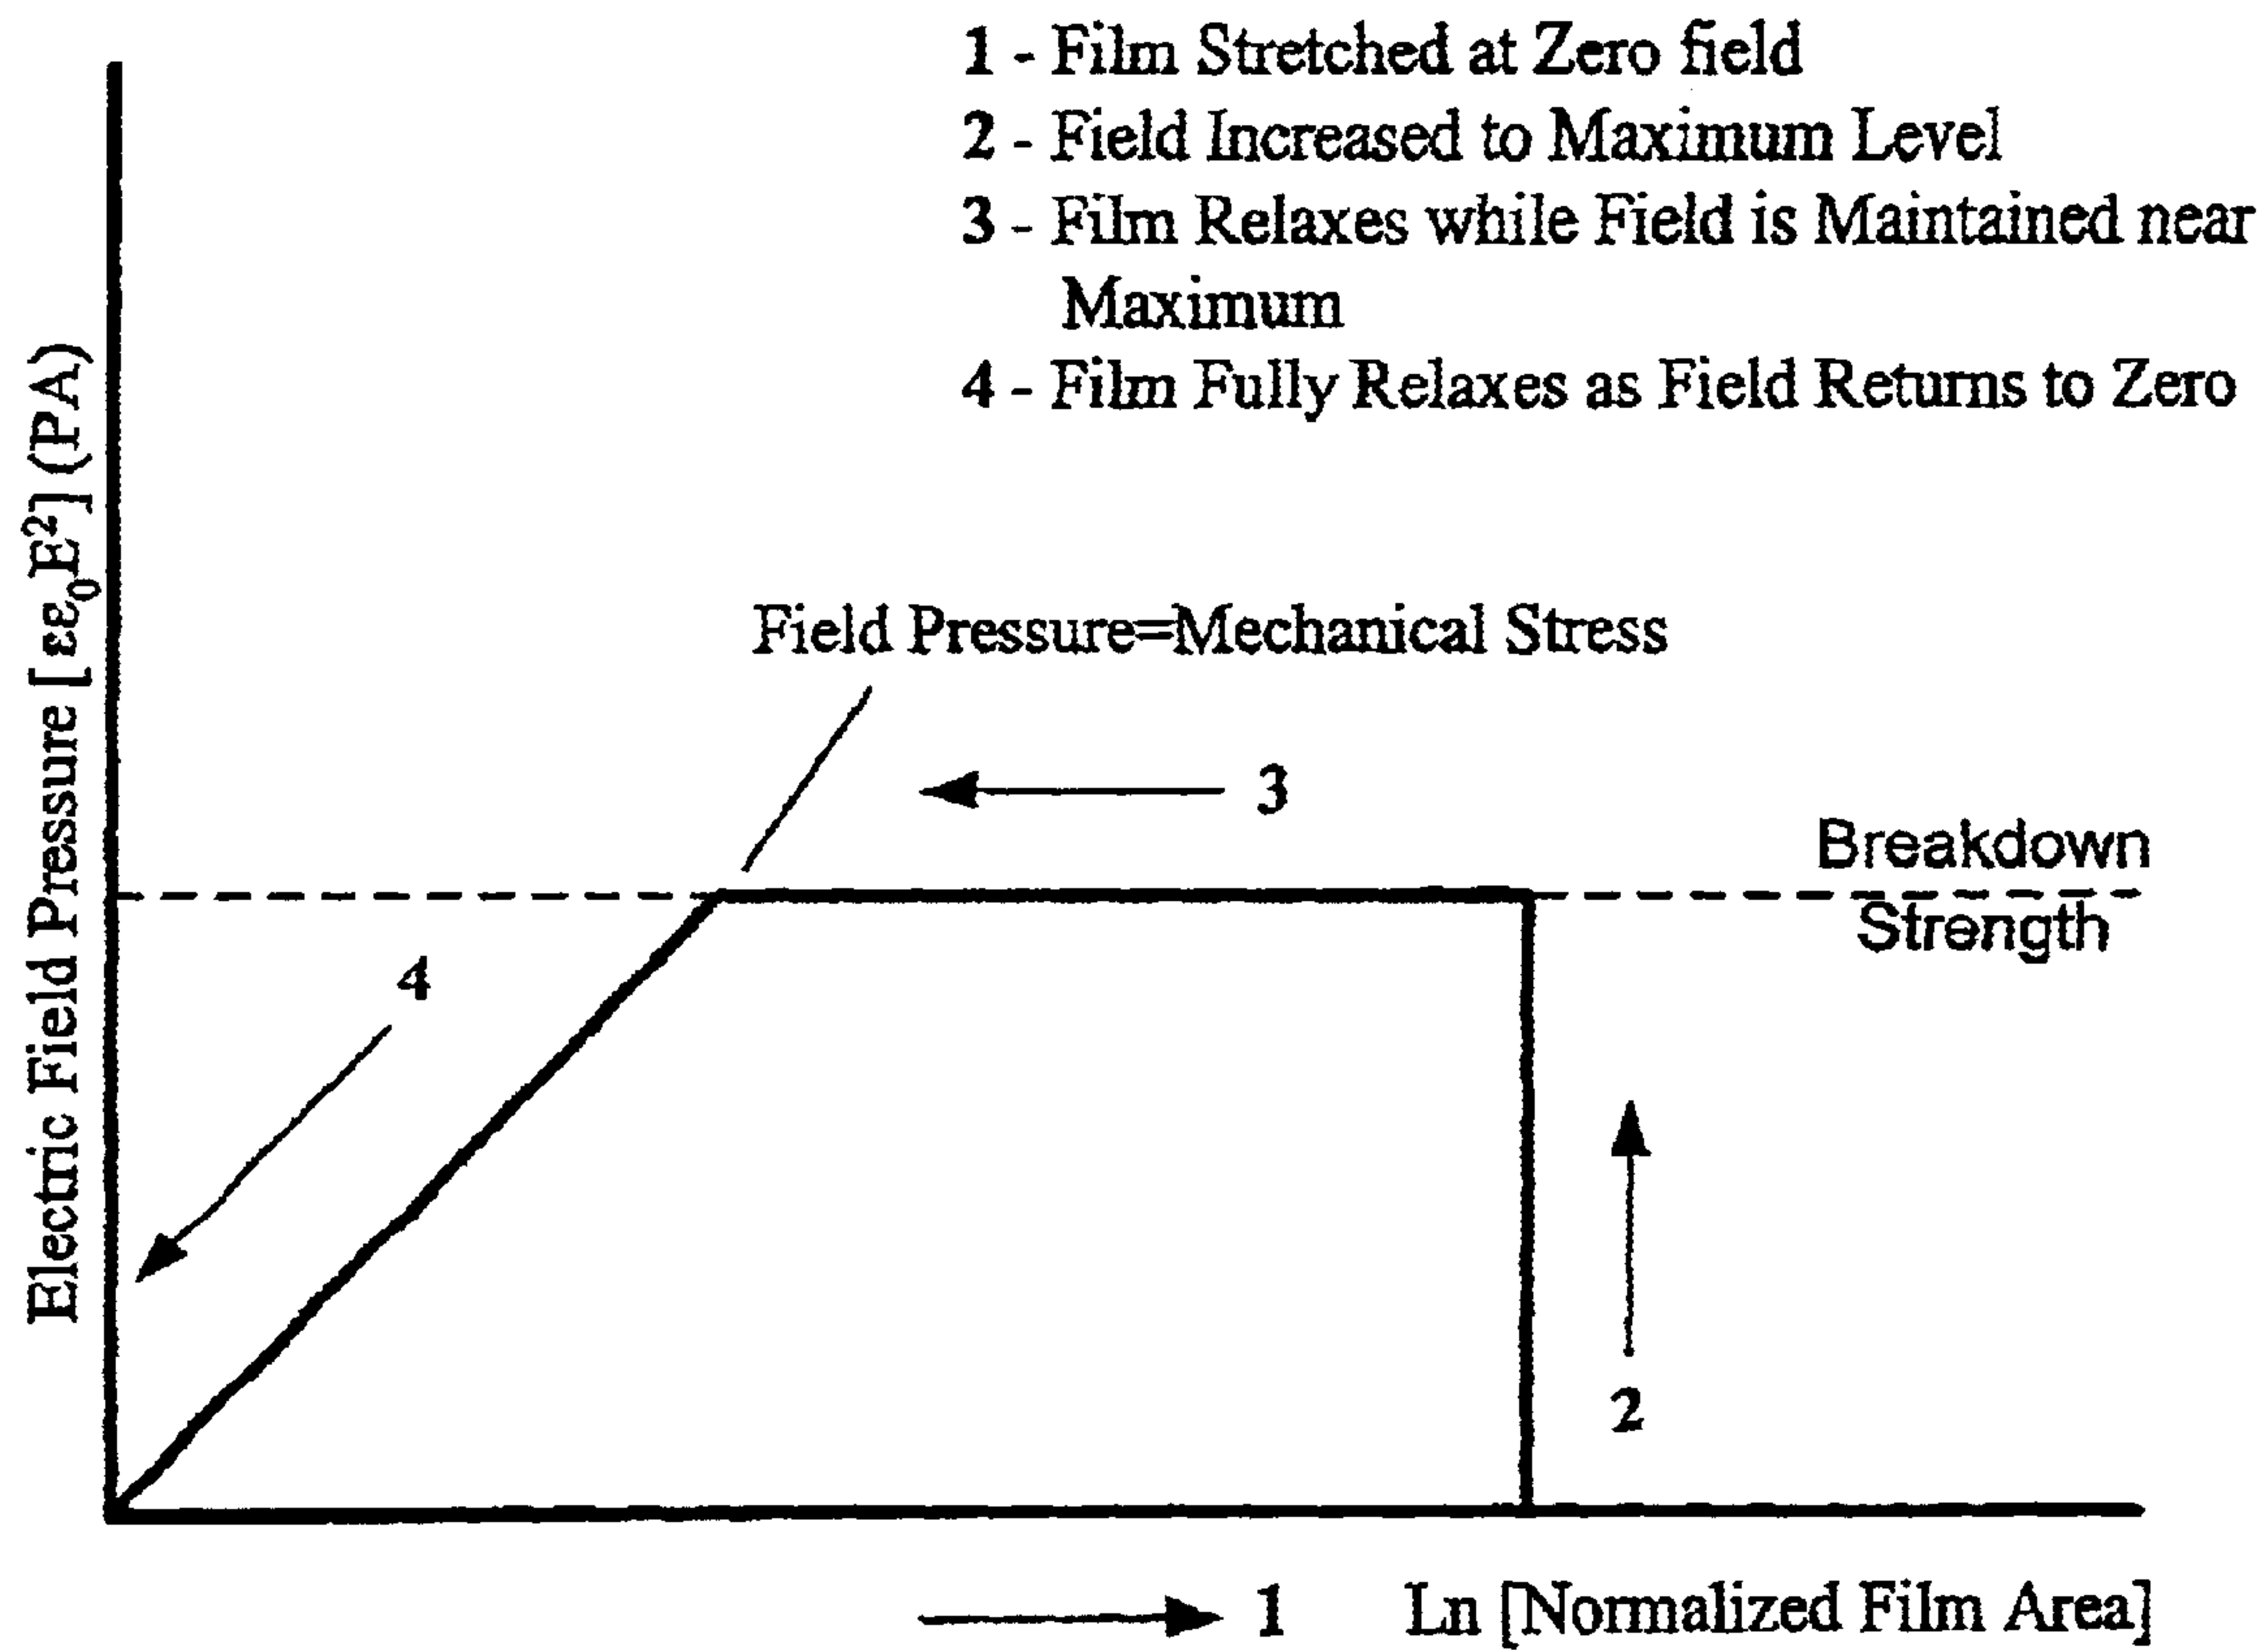 1 - Film Stretched at Zero field
2 - Field Increased to Maximum Level
3 - Film Relaxes while Field is Maintained near
Maximum
4 - Film Fully Relaxes as Field Returns to Zero
Electric Field Pressure [εε₀E²] (PA)
Field Pressure=Mechanical Stress
3
Breakdown
Strength
4
2
1
Ln [Normalized Film Area]